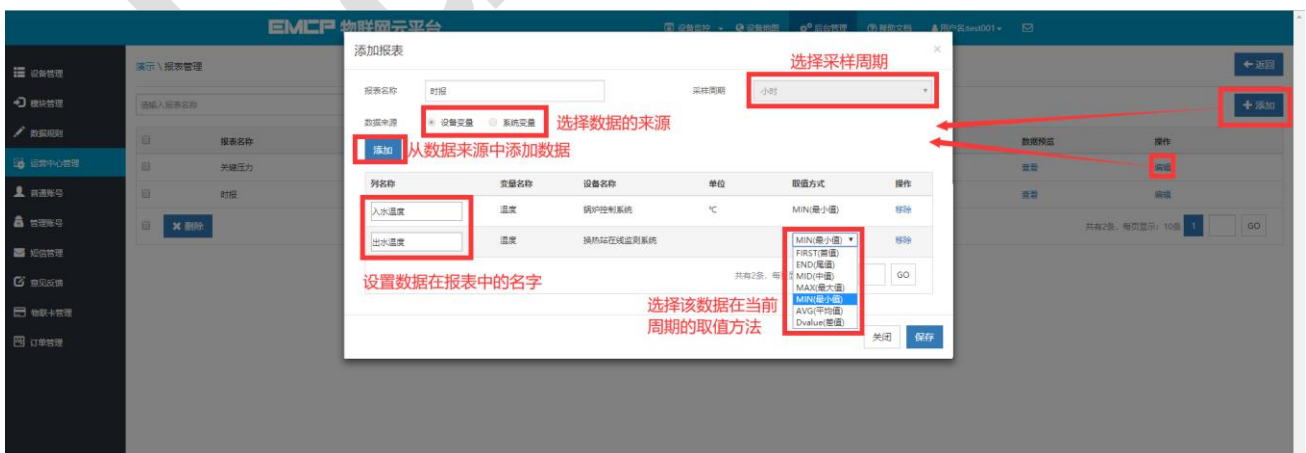 EMCP 物联网云平台
设备监控 设备地图 后台管理 帮助文档 用户名:test001
添加报表 ×
选择采样周期
设备管理
演示 \ 报表管理
返回
报表名称 时报 采样周期 小时
模块管理
请输入报表名称
添加
数据来源 设备变量 系统变量 选择数据的来源
数据规则
报表名称 数据预览 操作
添加 从数据来源中添加数据
运营中心管理
关键压力 查看 编辑
列名称 变量名称 设备名称 单位 取值方式 操作
普通账号
时报 查看 编辑
入水温度 温度 锅炉控制系统 ℃ MIN(最小值) 移除
管理账号
删除
共有2条，每页显示：10条 1 GO
出水温度 温度 换热站在线监测系统 MIN(最小值) 移除
短信管理
FIRST(首值)
END(尾值)
MID(中值)
MAX(最大值)
MIN(最小值)
AVG(平均值)
Dvalue(差值)
共有2条，每 GO
意见反馈
设置数据在报表中的名字
选择该数据在当前
周期的取值方法
物联卡管理
订单管理
关闭 保存